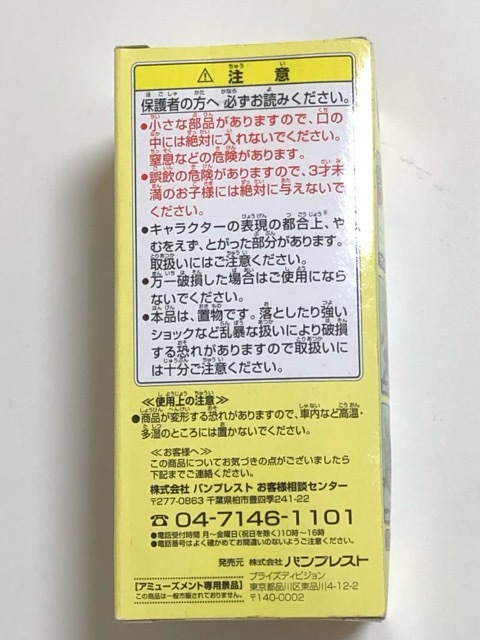 ⚠注意
保護者の方へ 必ずお読みください。
●小さな部品がありますので、口の
中には絶対に入れないでください。
窒息などの危険があります。
●誤飲の危険がありますので、3才未
満のお子様には絶対に与えないで
ください。
●キャラクターの表現の都合上、や
むをえず、とがった部分があります。
取扱いにはご注意ください。
●万一破損した場合はご使用になら
ないでください。
●本品は、置物です。落としたり強い
ショックなど乱暴な扱いにより破損
する恐れがありますので取扱いに
は十分ご注意ください。
≪使用上の注意≫
●商品が変形する恐れがありますので、車内など高温・
多湿のところには置かないでください。
≪お客様へ≫
この商品についてお気づきの点がございましたら
下記までご連絡ください。
株式会社 バンプレスト お客様相談センター
〒277-0863 千葉県柏市豊四季241-22
☎04-7146-1101
●電話受付時間 月〜金曜日(祝日を除く)10時〜16時
●電話番号はよく確かめてお間違いのないようご注意ください。
発売元 株式会社 バンプレスト
プライズディビジョン
東京都品川区東品川4-12-2
〒140-0002
【アミューズメント専用景品】
この商品は一般市販されておりません。